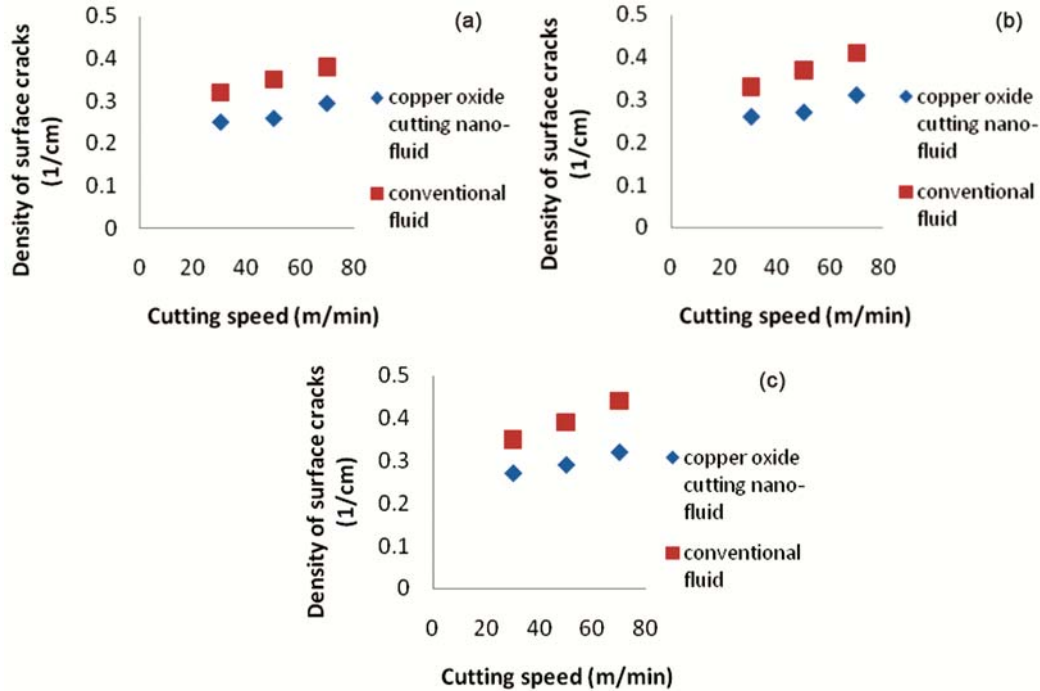 (a)
Density of surface cracks
(1/cm)
0.5
0.4
0.3
0.2
0.1
0
0 20 40 60 80
Cutting speed (m/min)
copper oxide
cutting nano-
fluid
conventional
fluid
(b)
Density of surface cracks
(1/cm)
0.5
0.4
0.3
0.2
0.1
0
0 20 40 60 80
Cutting speed (m/min)
copper oxide
cutting nano-
fluid
conventional
fluid
(c)
Density of surface cracks
(1/cm)
0.5
0.4
0.3
0.2
0.1
0
0 20 40 60 80
Cutting speed (m/min)
copper oxide
cutting nano-
fluid
conventional
fluid